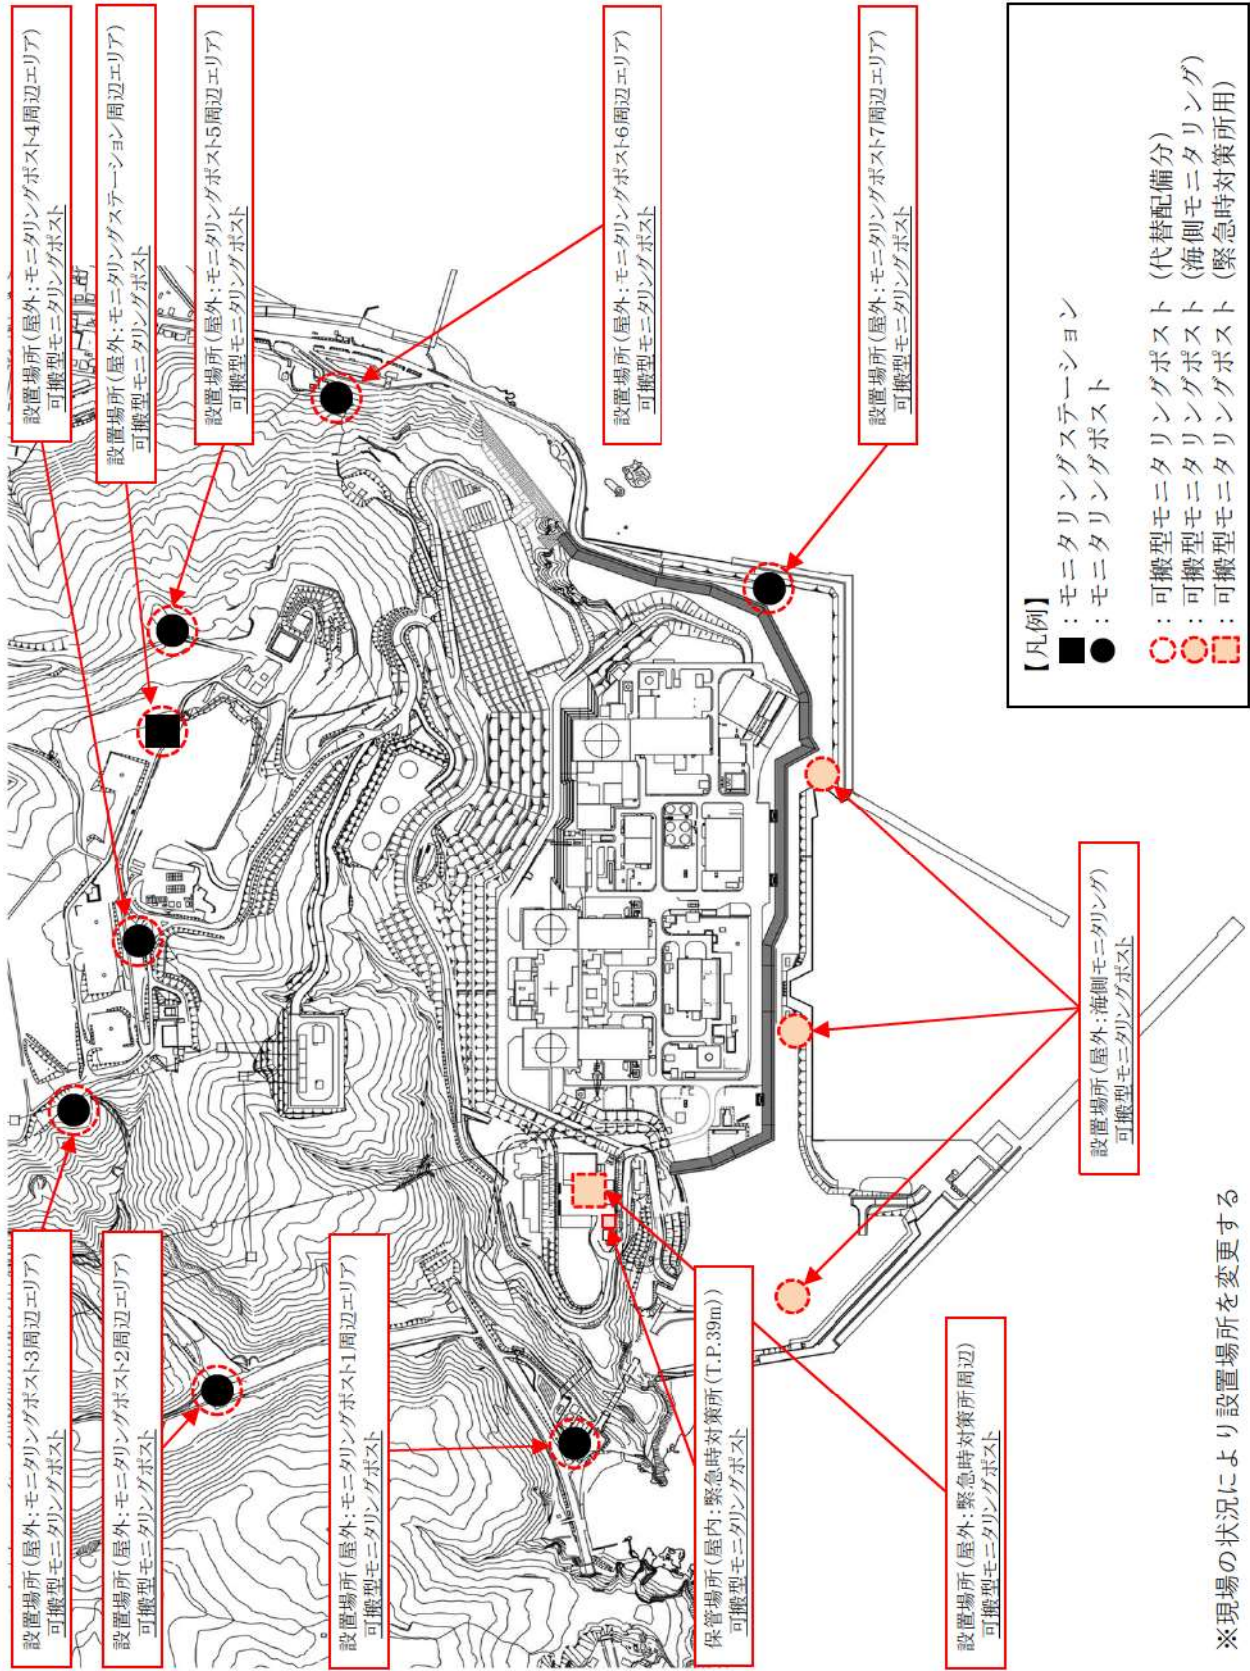 設置場所(屋外:モニタリングポスト3周辺エリア)
可搬型モニタリングポスト
設置場所(屋外:モニタリングポスト2周辺エリア)
可搬型モニタリングポスト
設置場所(屋外:モニタリングポスト1周辺エリア)
可搬型モニタリングポスト
保管場所(屋内:緊急時対策所(T.P.39m))
可搬型モニタリングポスト
設置場所(屋外:緊急時対策所周辺)
可搬型モニタリングポスト
設置場所(屋外:海側モニタリング)
可搬型モニタリングポスト
設置場所(屋外:モニタリングポスト4周辺エリア)
可搬型モニタリングポスト
設置場所(屋外:モニタリングステーション周辺エリア)
可搬型モニタリングポスト
設置場所(屋外:モニタリングポスト5周辺エリア)
可搬型モニタリングポスト
設置場所(屋外:モニタリングポスト6周辺エリア)
可搬型モニタリングポスト
設置場所(屋外:モニタリングポスト7周辺エリア)
可搬型モニタリングポスト
【凡例】
:モニタリングステーション
:モニタリングポスト
:可搬型モニタリングポスト(代替配備分)
:可搬型モニタリングポスト(海側モニタリング)
:可搬型モニタリングポスト(緊急時対策所用)
※現場の状況により設置場所を変更する